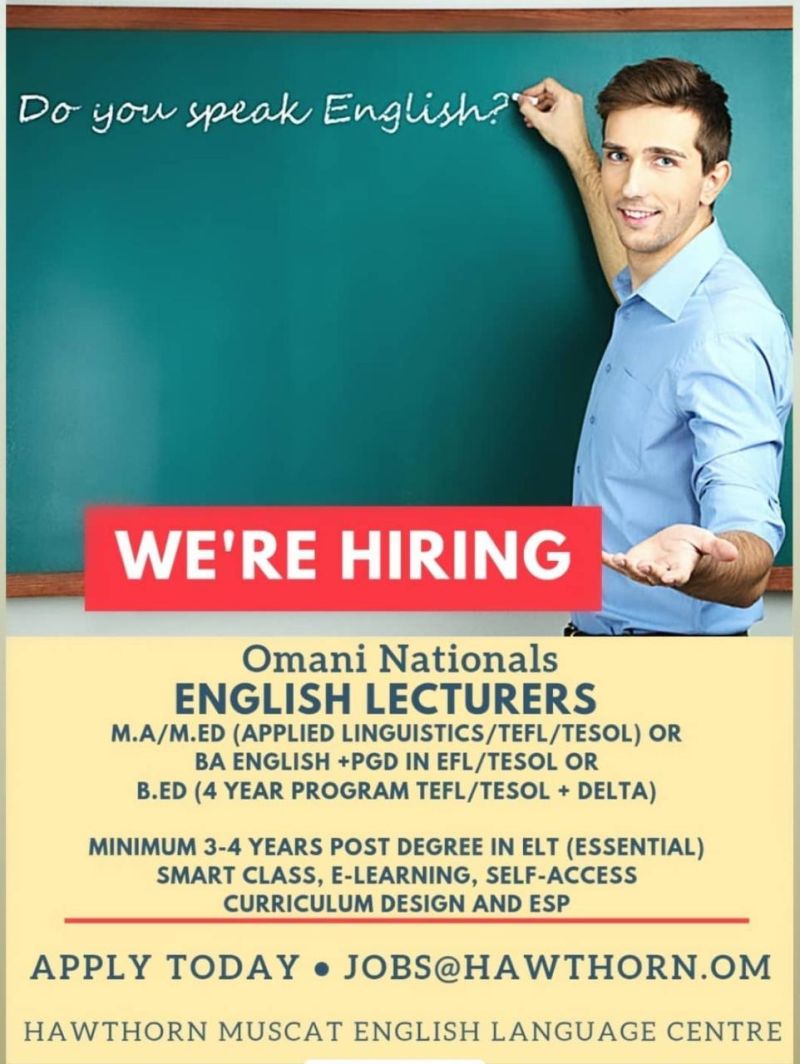 Do you speak English?
WE'RE HIRING
Omani Nationals
ENGLISH LECTURERS
M.A/M.ED (APPLIED LINGUISTICS/TEFL/TESOL) OR
BA ENGLISH +PGD IN EFL/TESOL OR
B.ED (4 YEAR PROGRAM TEFL/TESOL + DELTA)
MINIMUM 3-4 YEARS POST DEGREE IN ELT (ESSENTIAL)
SMART CLASS, E-LEARNING, SELF-ACCESS
CURRICULUM DESIGN AND ESP
APPLY TODAY • JOBS@HAWTHORN.OM
HAWTHORN MUSCAT ENGLISH LANGUAGE CENTRE